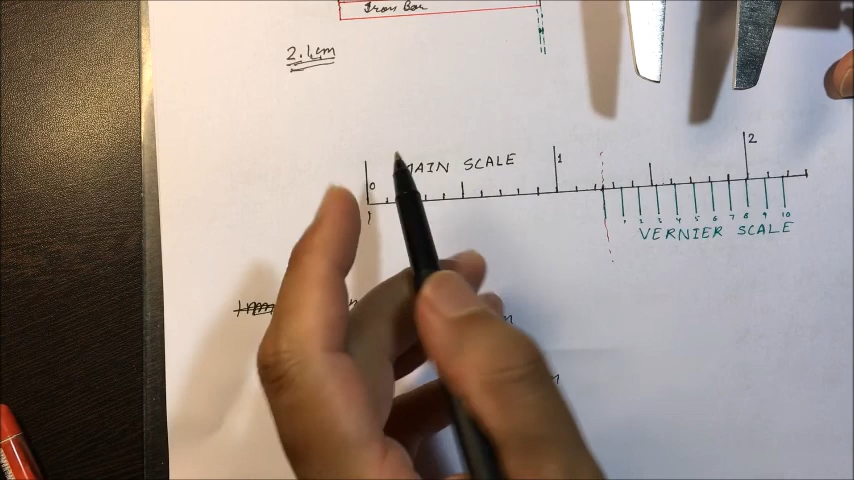 Iron Bar
2.4cm
MAIN SCALE
0 1 2
1 2 3 4 5 6 7 8 9 10
VERNIER SCALE